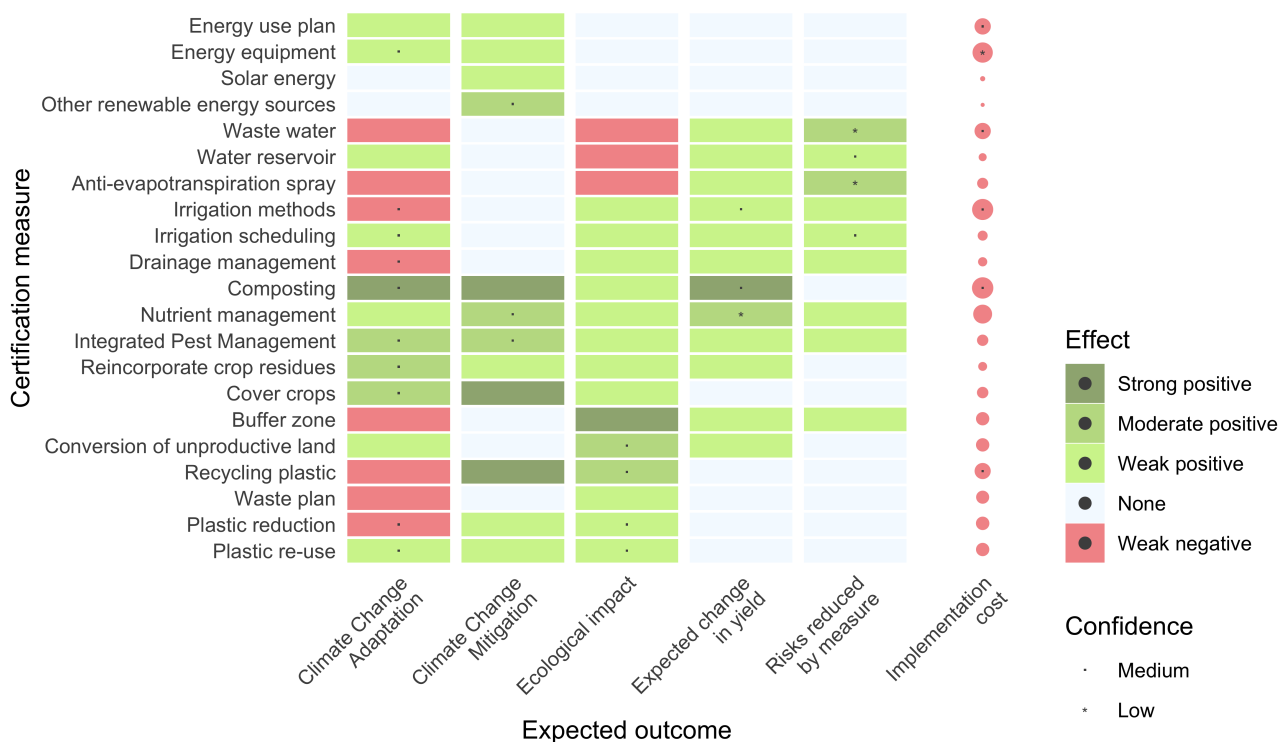 Energy use plan
Energy equipment
Solar energy
Other renewable energy sources
Waste water
Water reservoir
Anti-evapotranspiration spray
Irrigation methods
Irrigation scheduling
Drainage management
Composting
Nutrient management
Integrated Pest Management
Reincorporate crop residues
Cover crops
Buffer zone
Conversion of unproductive land
Recycling plastic
Waste plan
Plastic reduction
Plastic re-use
Certification measure
Climate Change
Adaptation
Climate Change
Mitigation
Ecological impact
Expected change
in yield
Risks reduced
by measure
Implementation
cost
Expected outcome
Effect
Strong positive
Moderate positive
Weak positive
None
Weak negative
Confidence
Medium
* Low